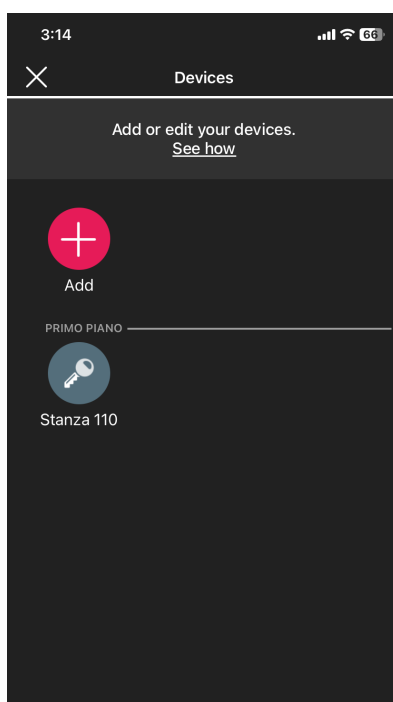 3:14
66
Devices
Add or edit your devices.
See how
Add
PRIMO PIANO
Stanza 110